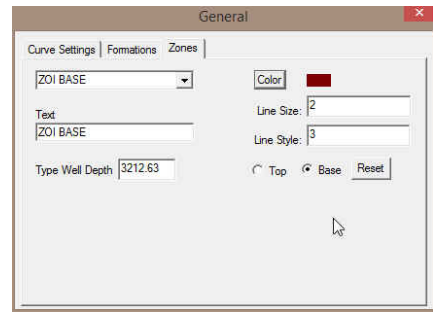 General
Curve Settings Formations Zones
ZOI BASE
Color
Text
Line Size: 2
ZOI BASE
Line Style: 3
Type Well Depth 3212.63
Top Base Reset